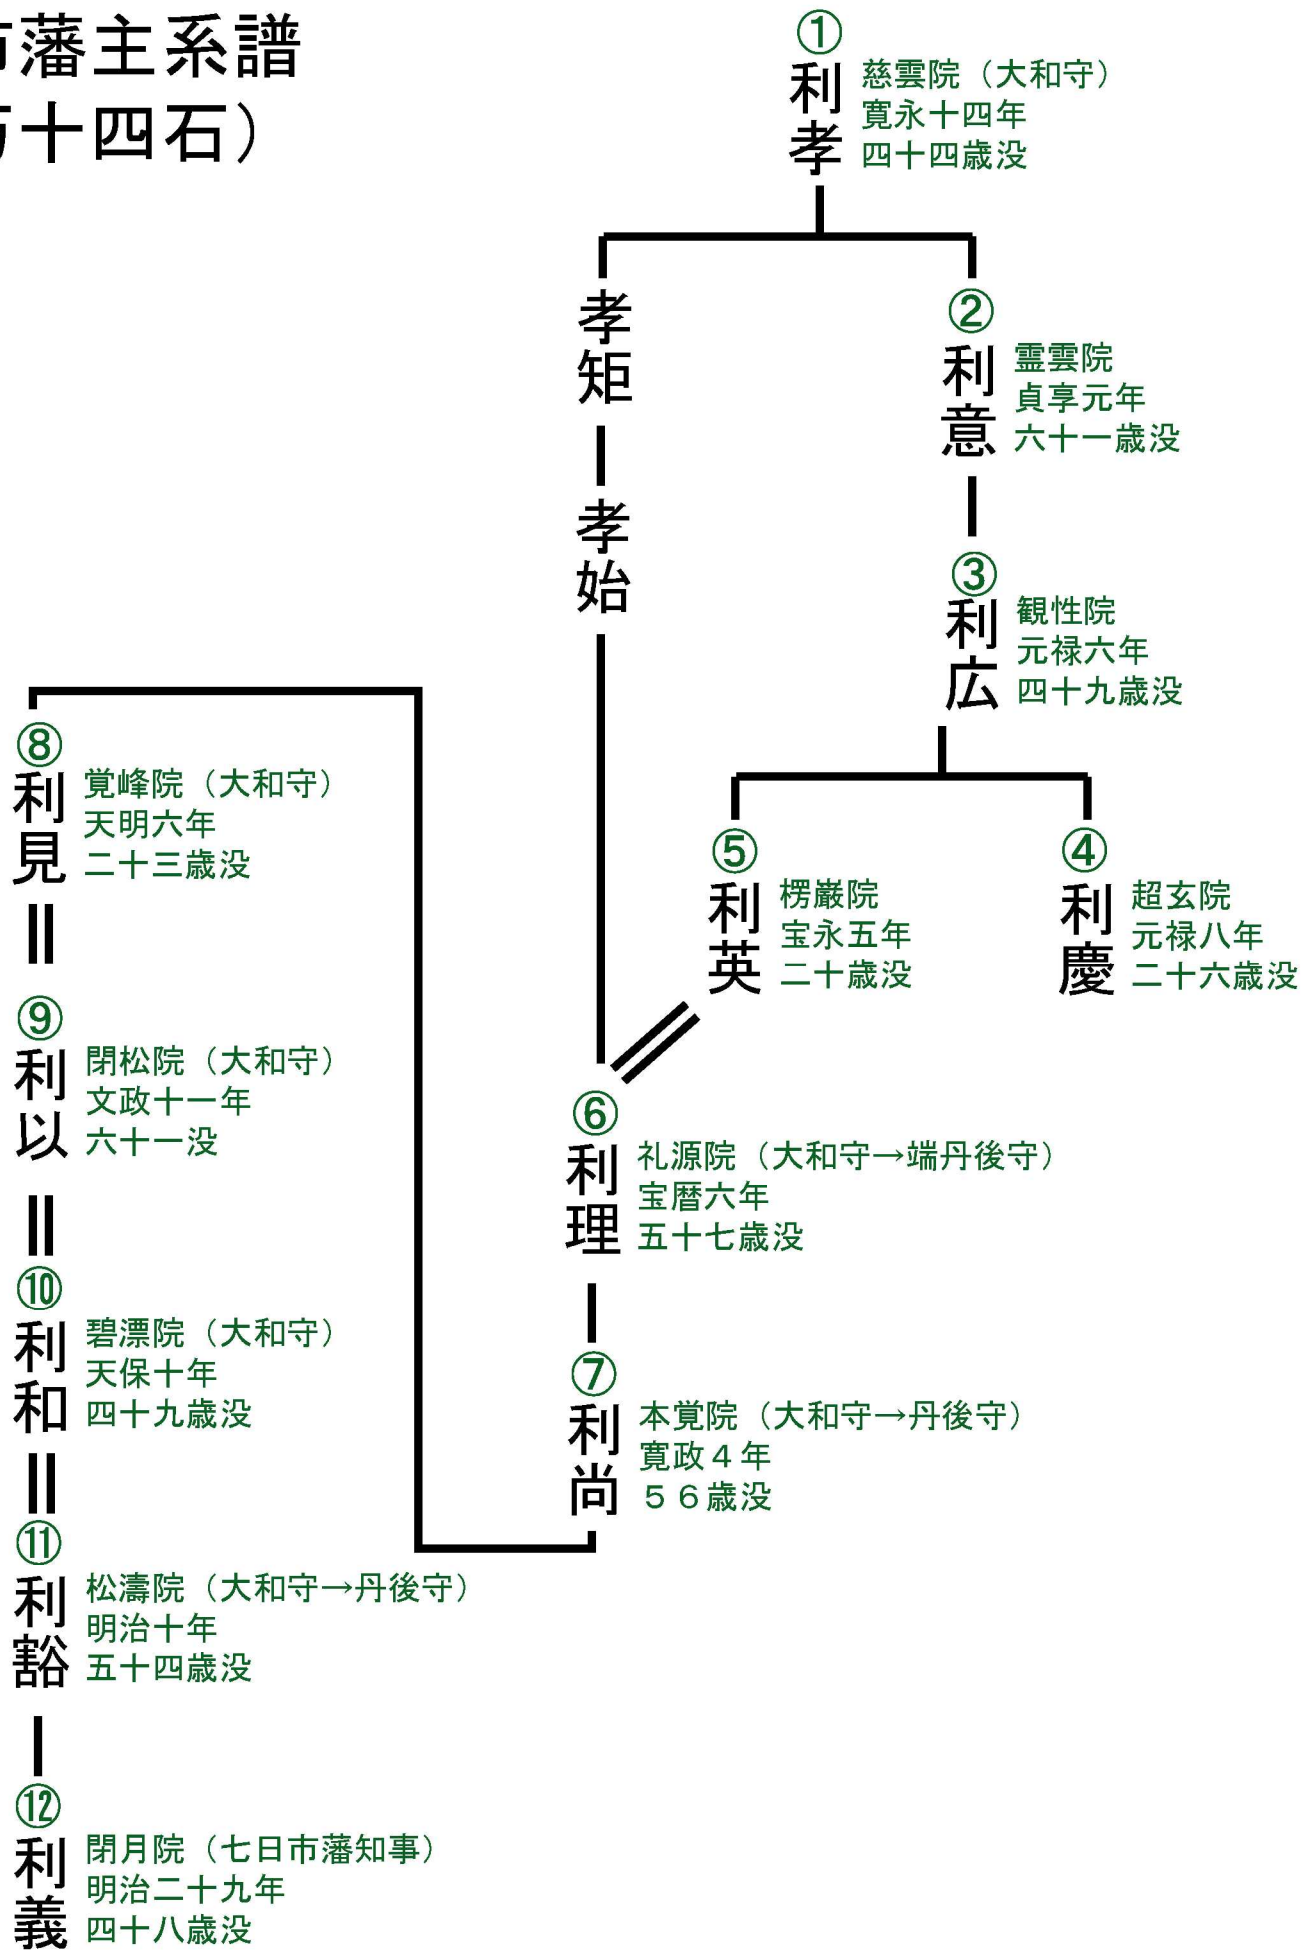 市藩主系譜
万十四石）
①
利孝
慈雲院（大和守）
寛永十四年
四十四歳没
孝矩
孝始
②
利意
霊雲院
貞享元年
六十一歳没
③
利広
観性院
元禄六年
四十九歳没
④
利慶
超玄院
元禄八年
二十六歳没
⑤
利英
楞巌院
宝永五年
二十歳没
⑥
利理
礼源院（大和守→端丹後守）
宝暦六年
五十七歳没
⑦
利尚
本覚院（大和守→丹後守）
寛政４年
５６歳没
⑧
利見
覚峰院（大和守）
天明六年
二十三歳没
⑨
利以
閉松院（大和守）
文政十一年
六十一没
⑩
利和
碧漂院（大和守）
天保十年
四十九歳没
⑪
利豁
松濤院（大和守→丹後守）
明治十年
五十四歳没
⑫
利義
閉月院（七日市藩知事）
明治二十九年
四十八歳没